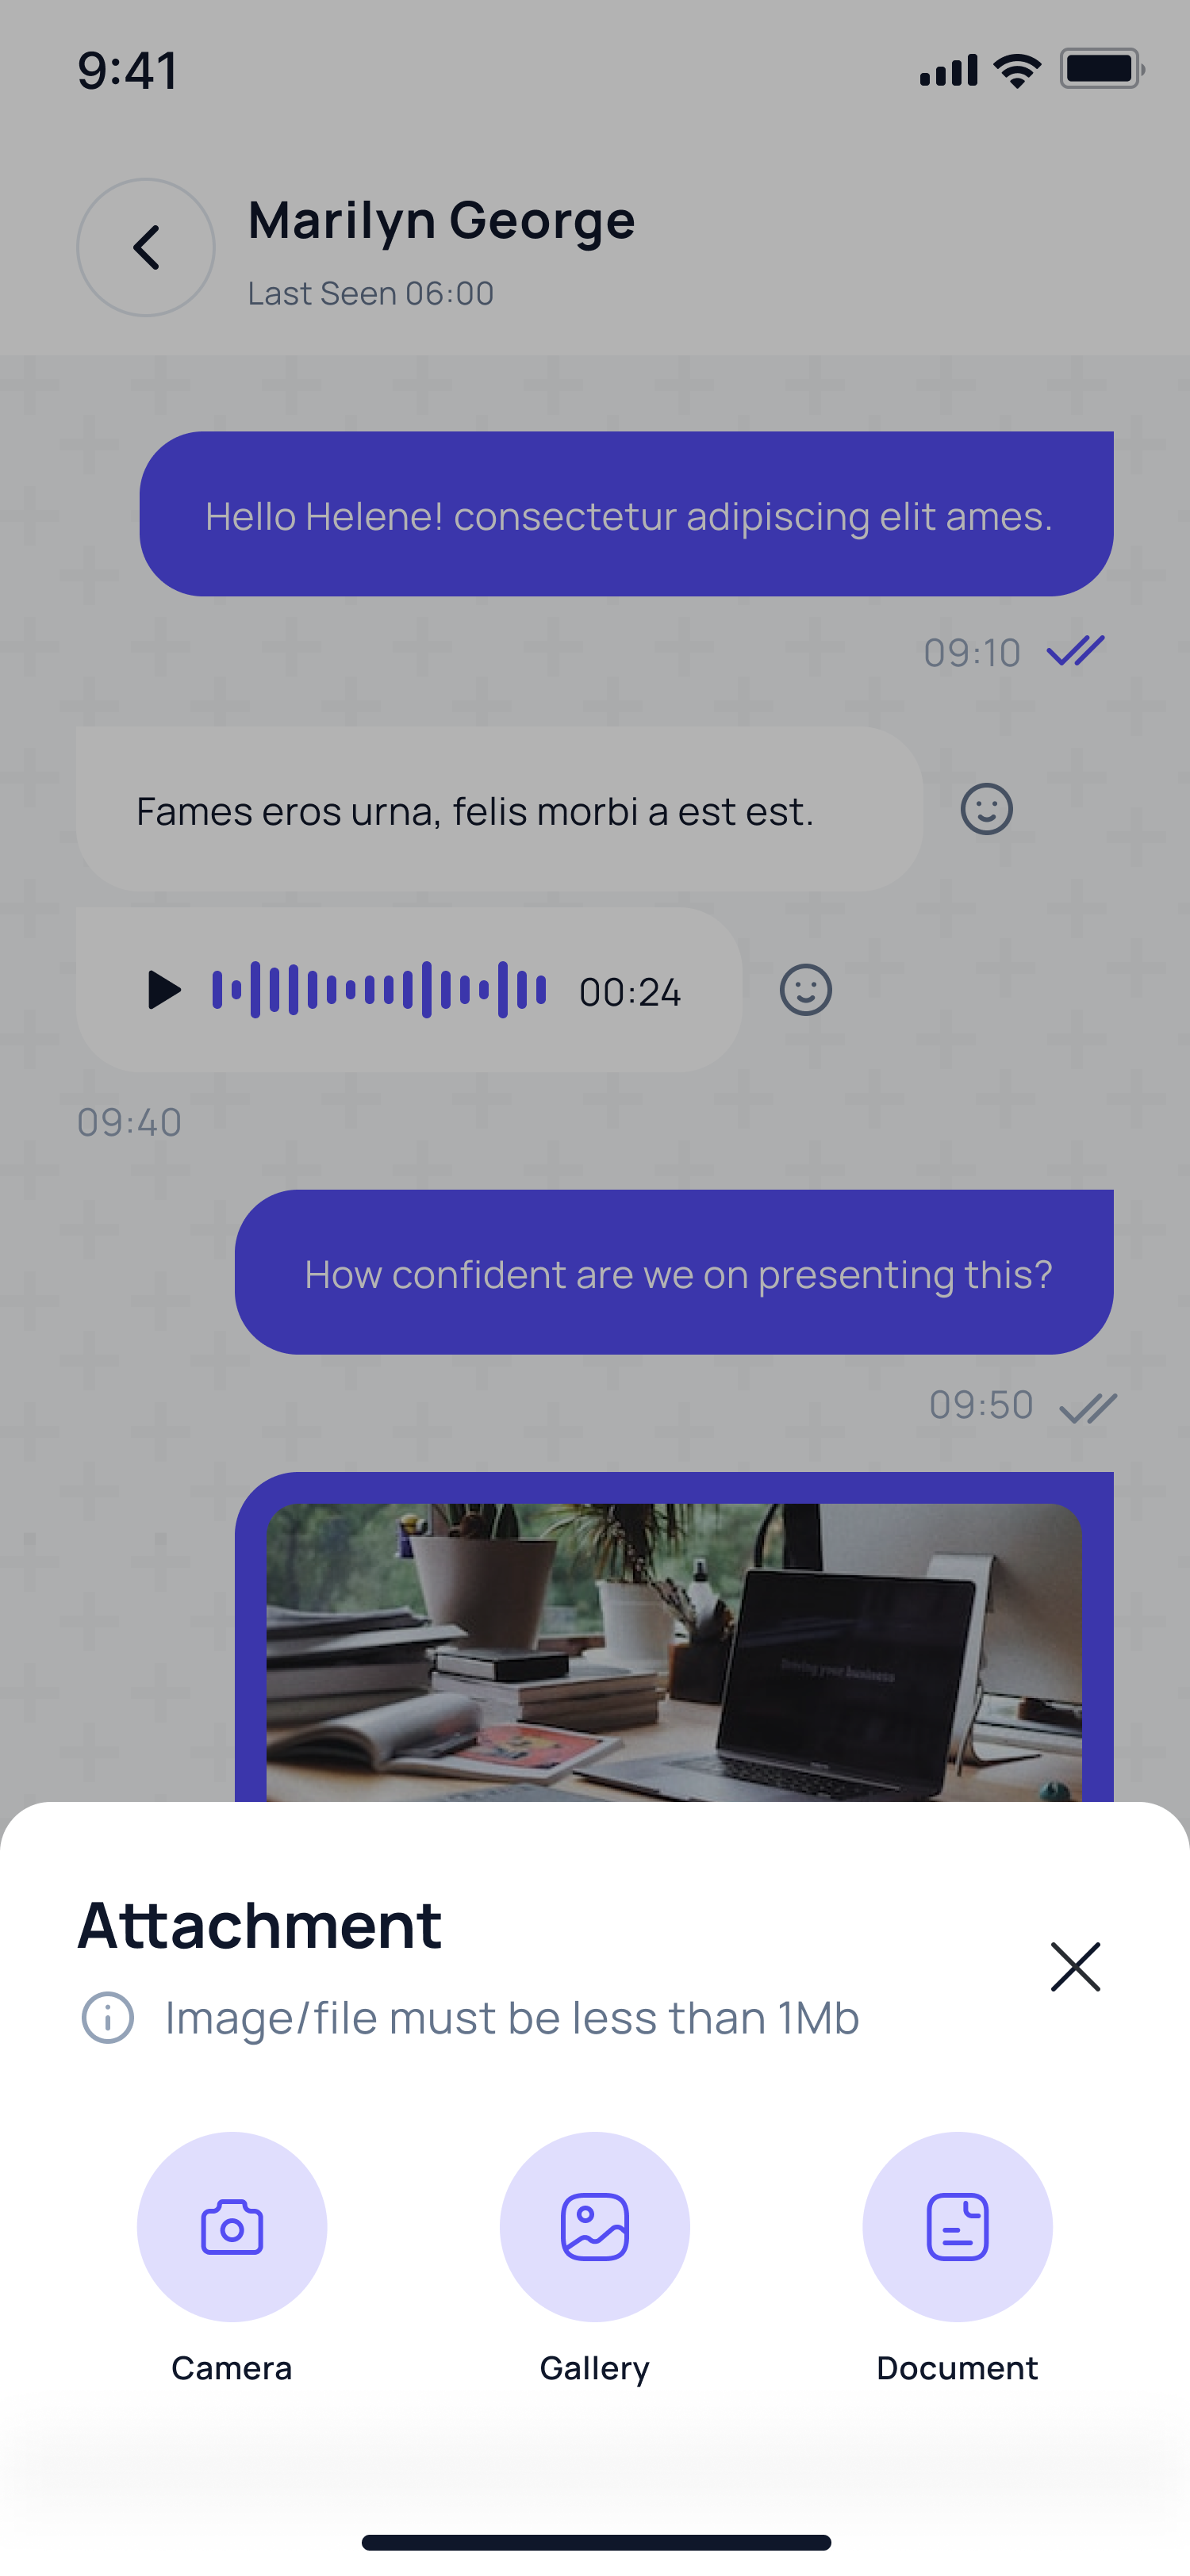 9:41
Marilyn George
Last Seen 06:00
Hello Helene! consectetur adipiscing elit ames.
09:10
Fames eros urna, felis morbi a est est.
00:24
09:40
How confident are we on presenting this?
09:50
your business
Attachment
Image/file must be less than 1Mb
Camera
Gallery
Document